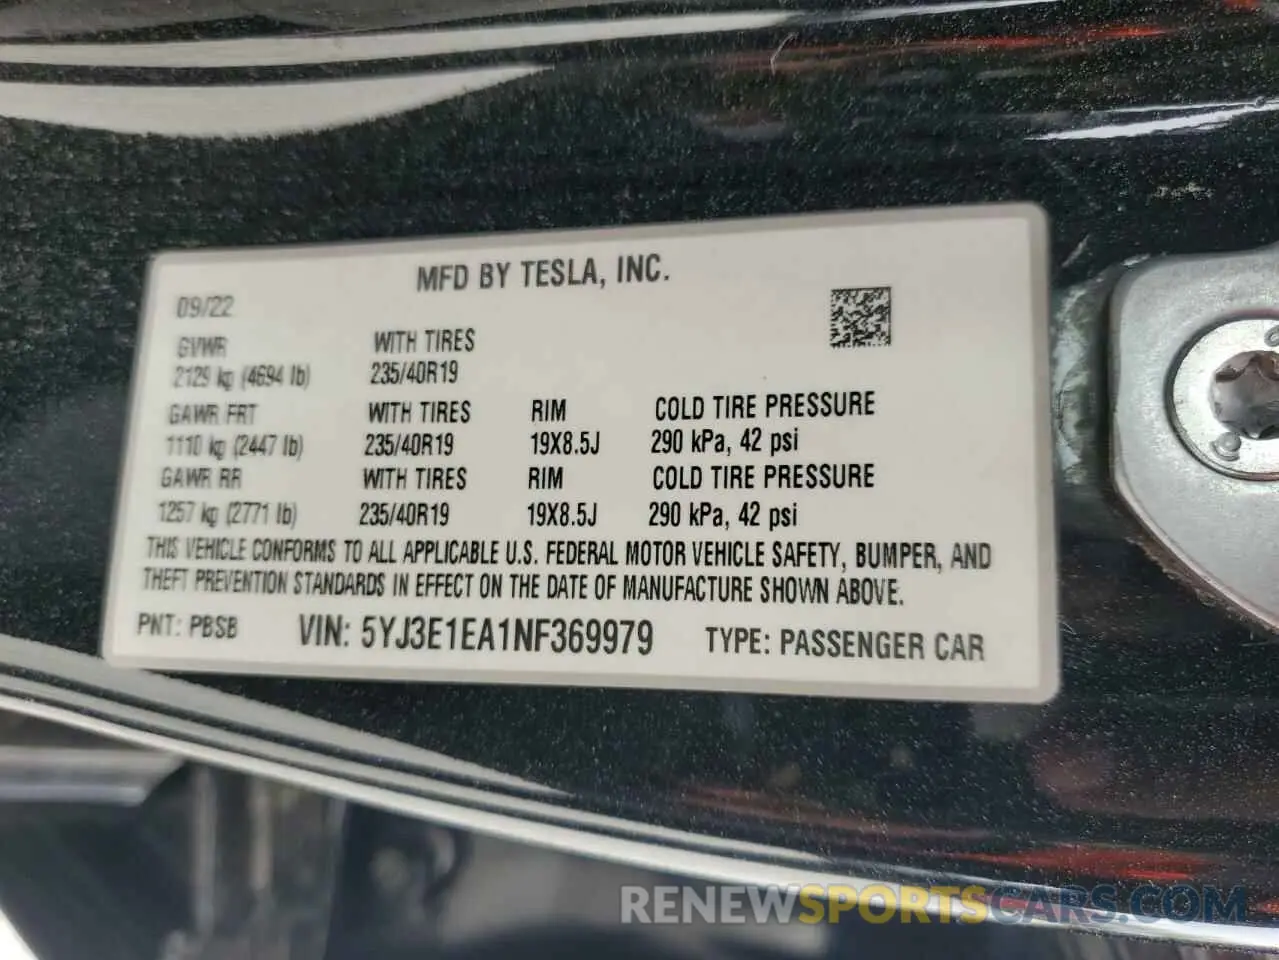 MFD BY TESLA, INC.
09/22
GVWR WITH TIRES
2129 kg (4694 lb) 235/40R19
GAWR FRT WITH TIRES RIM COLD TIRE PRESSURE
1110 kg (2447 lb) 235/40R19 19X8.5J 290 kPa, 42 psi
GAWR RR WITH TIRES RIM COLD TIRE PRESSURE
1257 kg (2771 lb) 235/40R19 19X8.5J 290 kPa, 42 psi
THIS VEHICLE CONFORMS TO ALL APPLICABLE U.S. FEDERAL MOTOR VEHICLE SAFETY, BUMPER, AND
THEFT PREVENTION STANDARDS IN EFFECT ON THE DATE OF MANUFACTURE SHOWN ABOVE.
PNT: PBSB VIN: 5YJ3E1EA1NF369979 TYPE: PASSENGER CAR
RENEWSPORTSCARS.COM